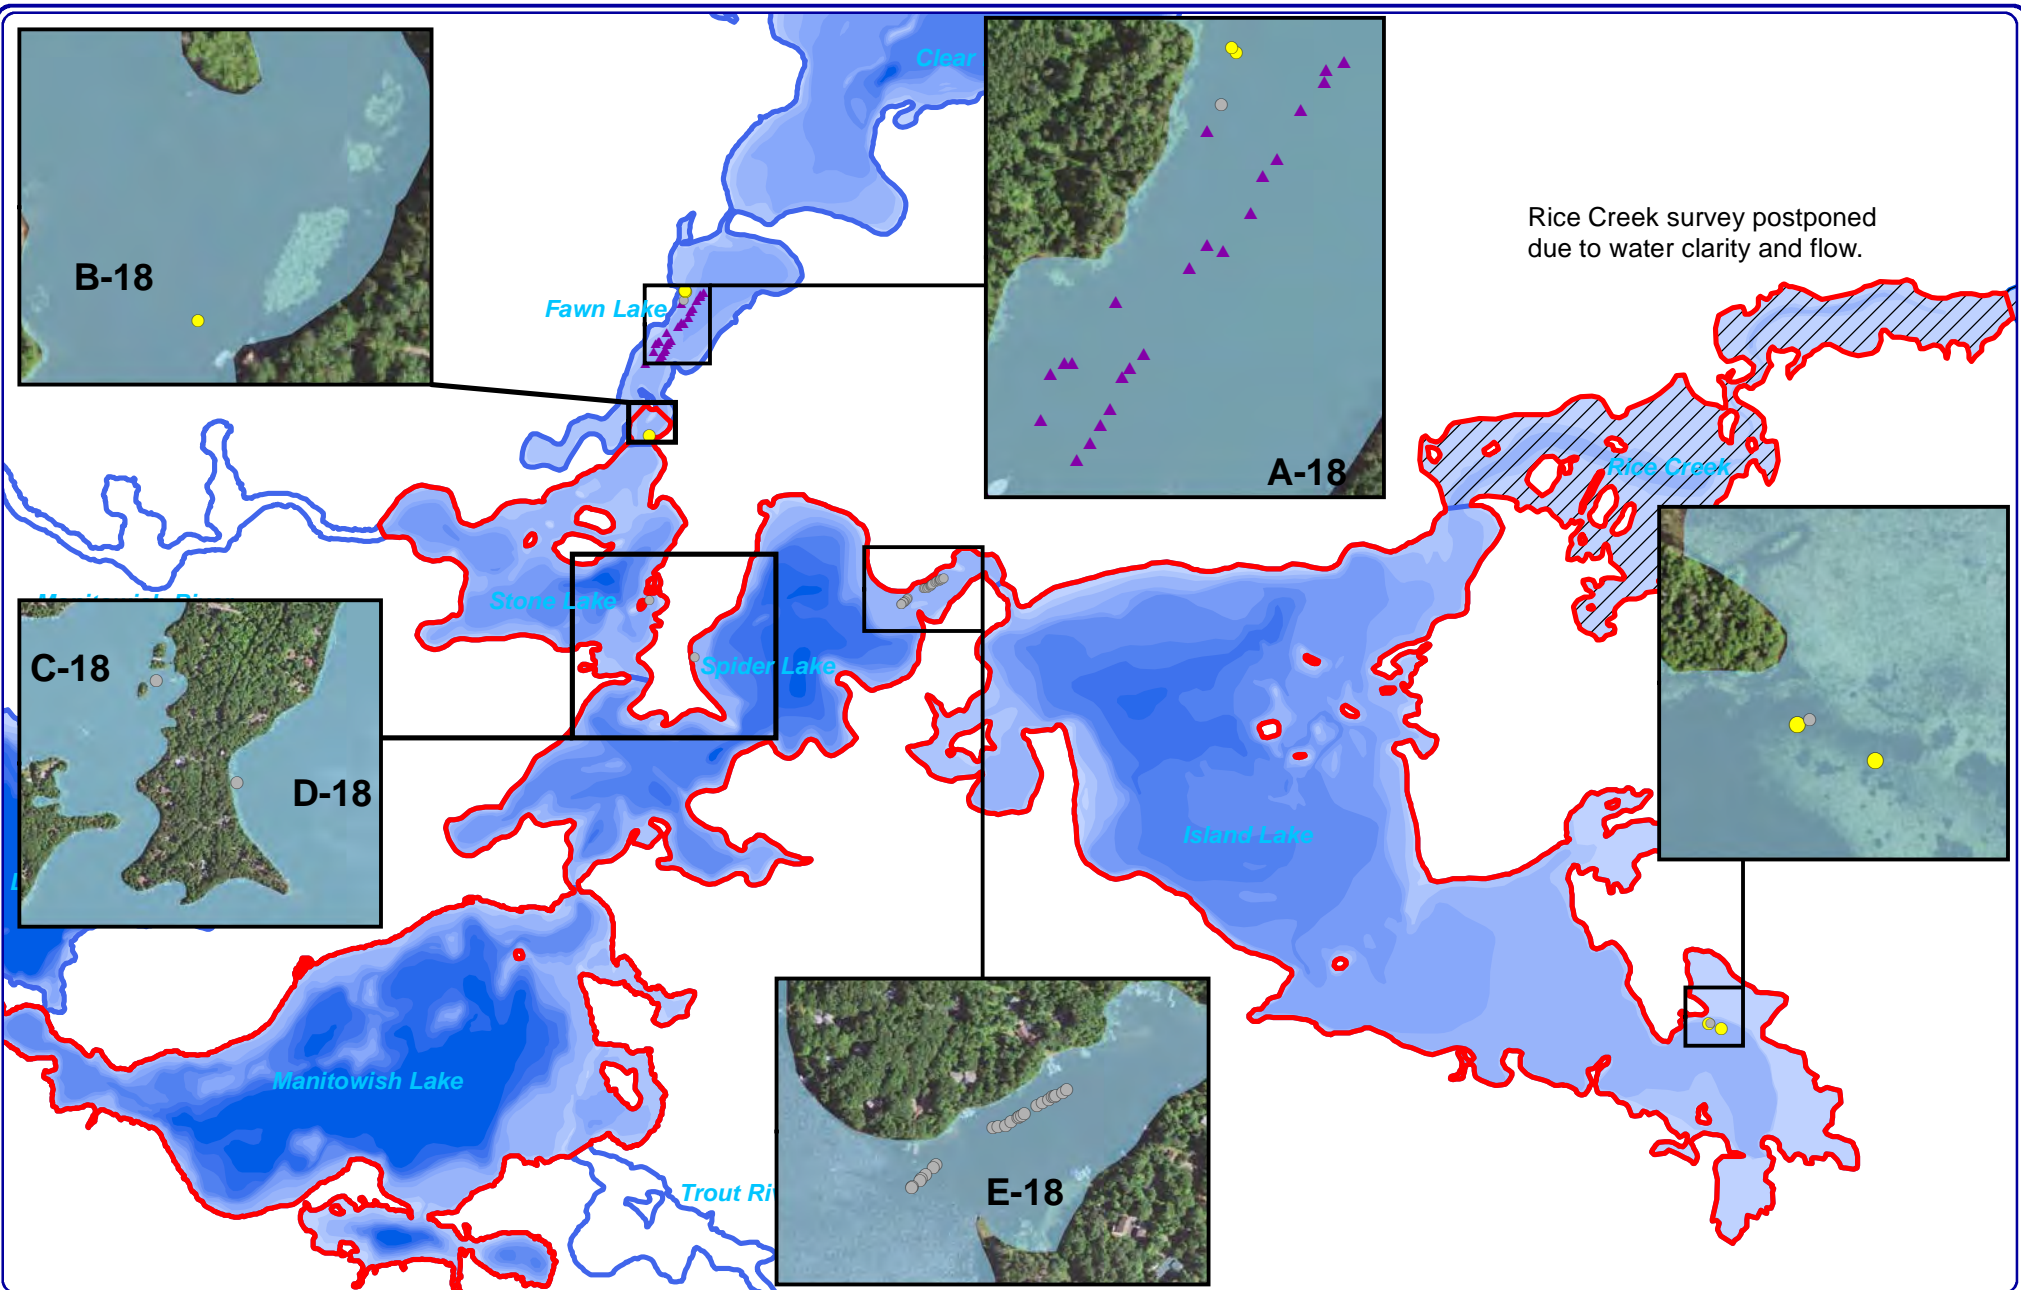 Clear
B-18
Rice Creek survey postponed
due to water clarity and flow.
Fawn Lake
A-18
Rice Creek
Stone Lake
C-18
Spider Lake
D-18
Island Lake
Manitowish Lake
E-18
Trout Ri